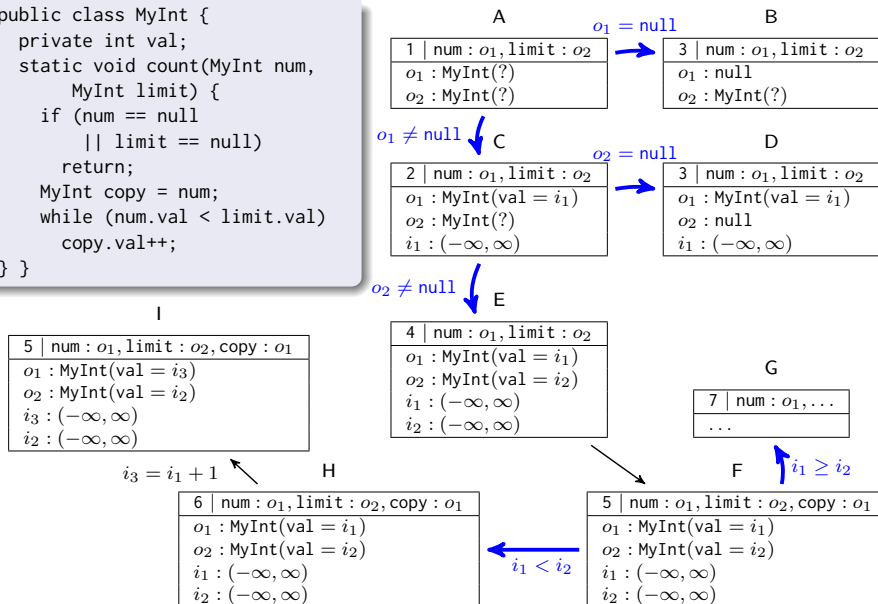 public class MyInt {
private int val;
static void count(MyInt num,
MyInt limit) {
if (num == null
|| limit == null)
return;
MyInt copy = num;
while (num.val < limit.val)
copy.val++;
} }
A
1 | num : o₁, limit : o₂
o₁ : MyInt(?)
o₂ : MyInt(?)
o₁ = null
B
3 | num : o₁, limit : o₂
o₁ : null
o₂ : MyInt(?)
o₁ ≠ null
C
2 | num : o₁, limit : o₂
o₁ : MyInt(val = i₁)
o₂ : MyInt(?)
i₁ : (−∞, ∞)
o₂ = null
D
3 | num : o₁, limit : o₂
o₁ : MyInt(val = i₁)
o₂ : null
i₁ : (−∞, ∞)
o₂ ≠ null
E
4 | num : o₁, limit : o₂
o₁ : MyInt(val = i₁)
o₂ : MyInt(val = i₂)
i₁ : (−∞, ∞)
i₂ : (−∞, ∞)
I
5 | num : o₁, limit : o₂, copy : o₁
o₁ : MyInt(val = i₃)
o₂ : MyInt(val = i₂)
i₃ : (−∞, ∞)
i₂ : (−∞, ∞)
G
7 | num : o₁, ...
...
i₃ = i₁ + 1
H
6 | num : o₁, limit : o₂, copy : o₁
o₁ : MyInt(val = i₁)
o₂ : MyInt(val = i₂)
i₁ : (−∞, ∞)
i₂ : (−∞, ∞)
i₁ < i₂
F
i₁ ≥ i₂
5 | num : o₁, limit : o₂, copy : o₁
o₁ : MyInt(val = i₁)
o₂ : MyInt(val = i₂)
i₁ : (−∞, ∞)
i₂ : (−∞, ∞)